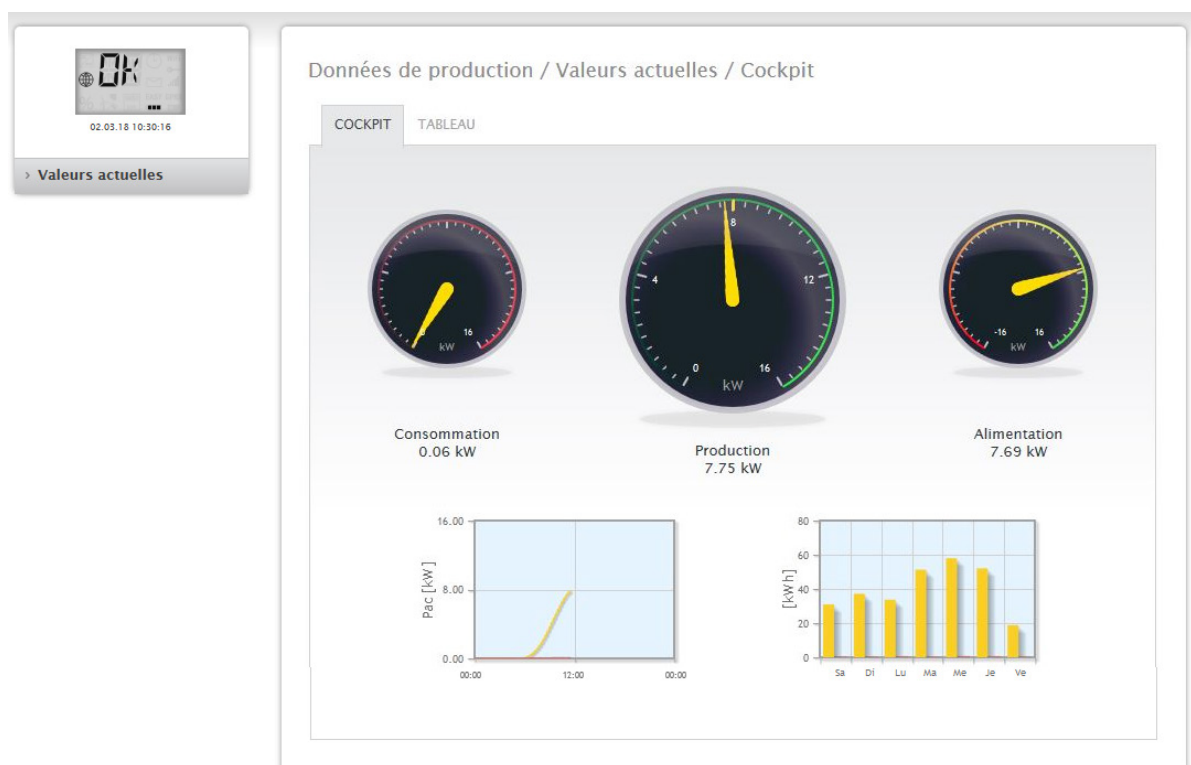 OK
02.03.18 10:30:16
› Valeurs actuelles
Données de production / Valeurs actuelles / Cockpit
COCKPIT TABLEAU
0 16
kW
4 8 12
0 16
kW
-16 16
kW
Consommation
0.06 kW
Production
7.75 kW
Alimentation
7.69 kW
Pac [kW]
16.00
8.00
0.00
00:00 12:00 00:00
[kWh]
80
60
40
20
0
Sa Di Lu Ma Me Je Ve